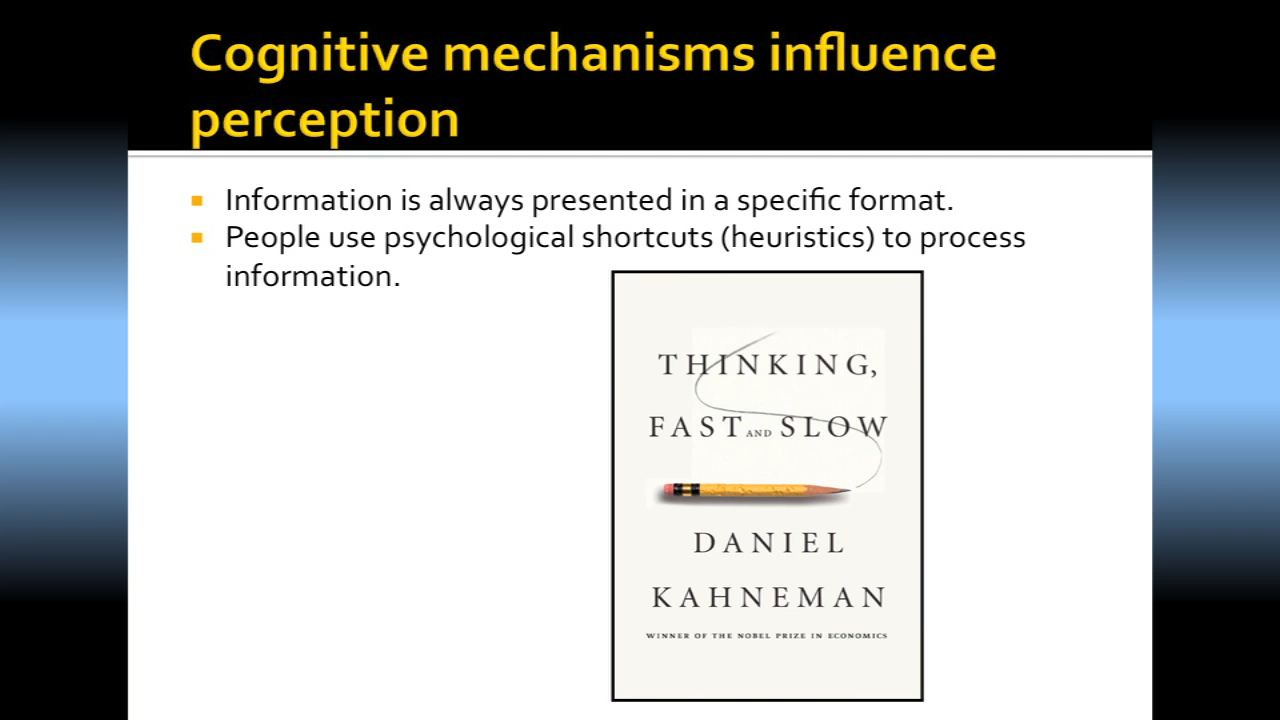 Cognitive mechanisms influence
perception
Information is always presented in a specific format.
People use psychological shortcuts (heuristics) to process
information.
THINKING,
FAST AND SLOW
DANIEL
KAHNEMAN
WINNER OF THE NOBEL PRIZE IN ECONOMICS